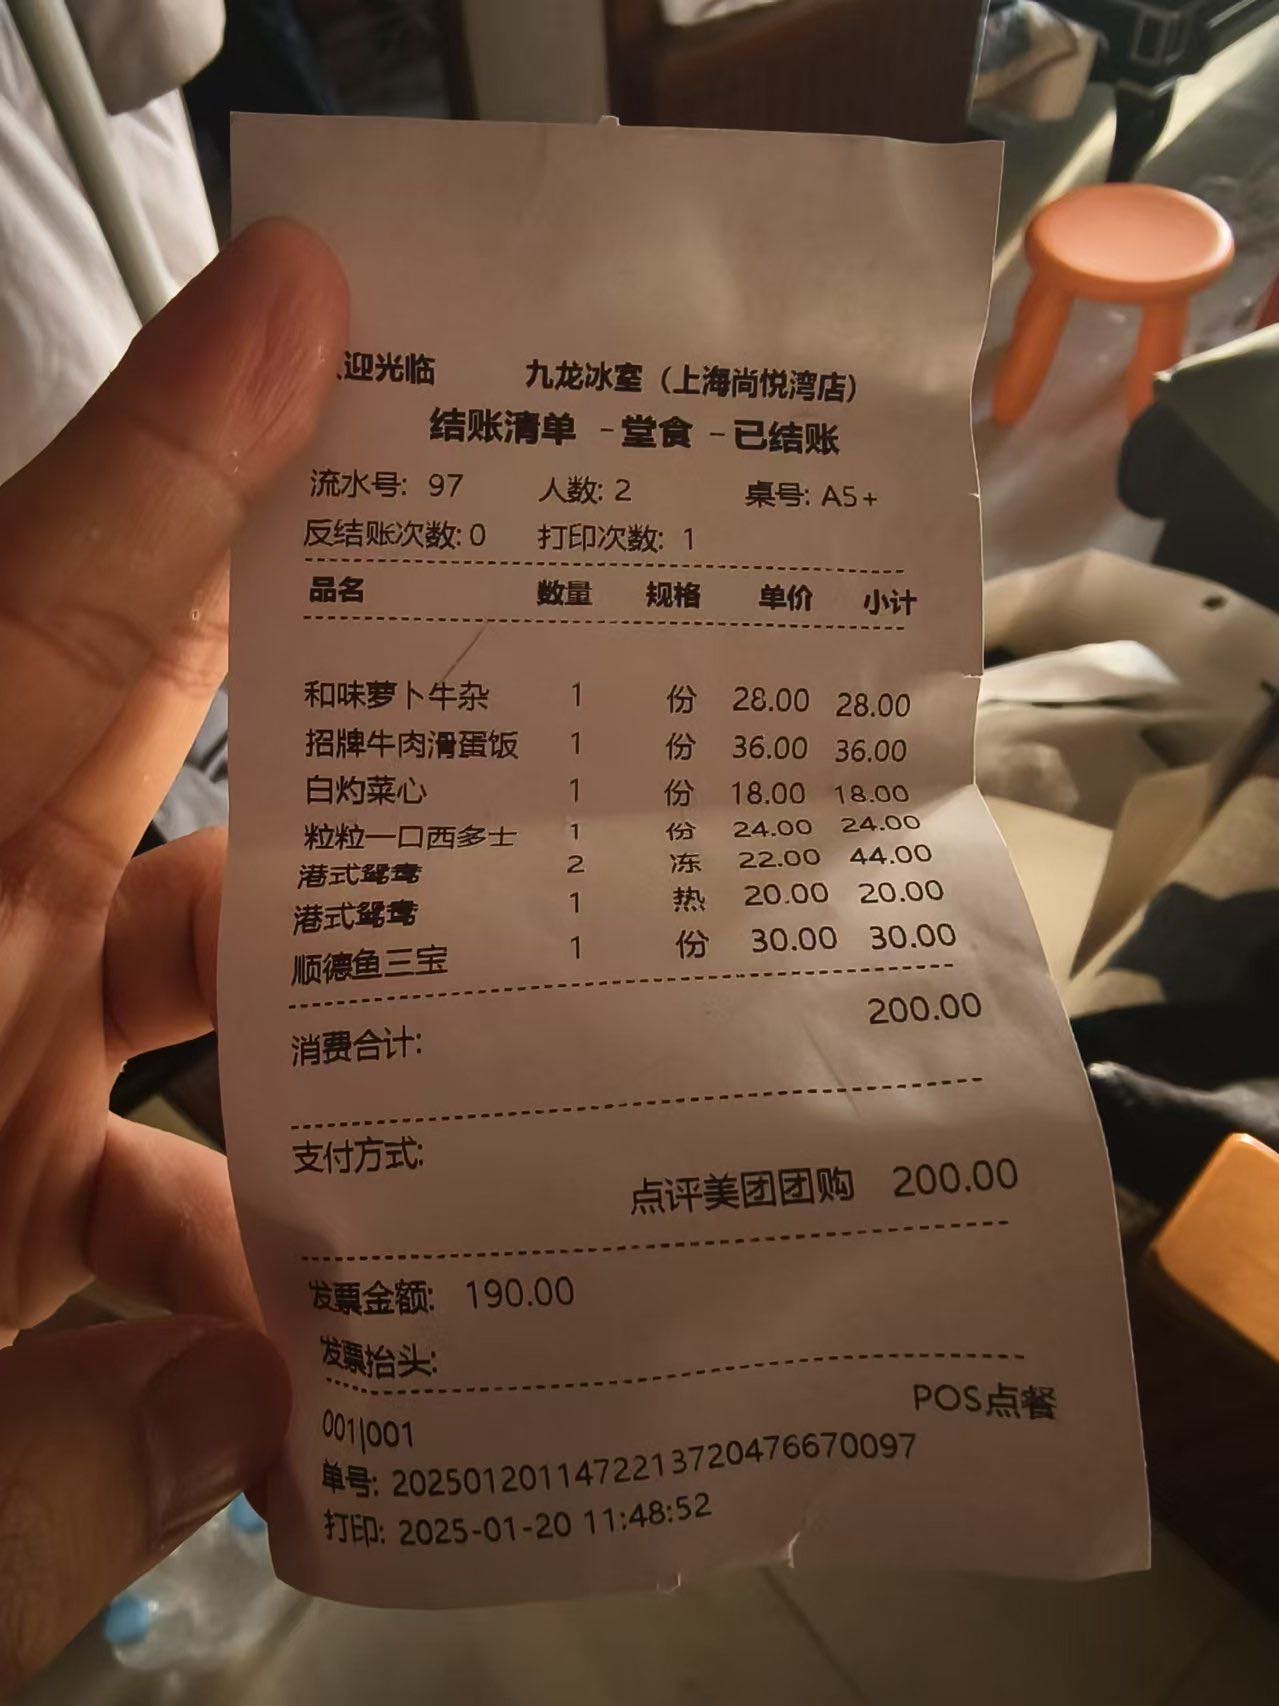 迎光临 九龙冰室（上海尚悦湾店）
结账清单 -堂食 -已结账
流水号: 97 人数: 2 桌号: A5+
反结账次数: 0 打印次数: 1
品名 数量 规格 单价 小计
和味萝卜牛杂 1 份 28.00 28.00
招牌牛肉滑蛋饭 1 份 36.00 36.00
白灼菜心 1 份 18.00 18.00
粒粒一口西多士 1 份 24.00 24.00
港式鸳鸯 2 冻 22.00 44.00
港式鸳鸯 1 热 20.00 20.00
顺德鱼三宝 1 份 30.00 30.00
消费合计: 200.00
支付方式:
点评美团团购 200.00
发票金额: 190.00
发票抬头:
001|001 POS点餐
单号: 2025012011472213720476670097
打印: 2025-01-20 11:48:52